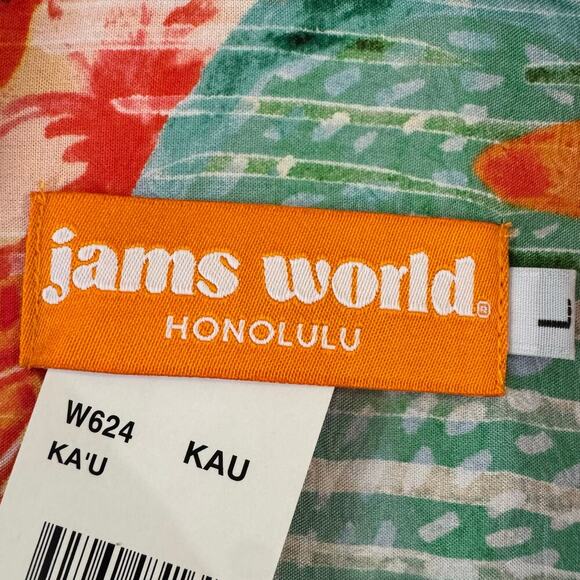 jams world®
HONOLULU
L
W624 KAU
KA'U